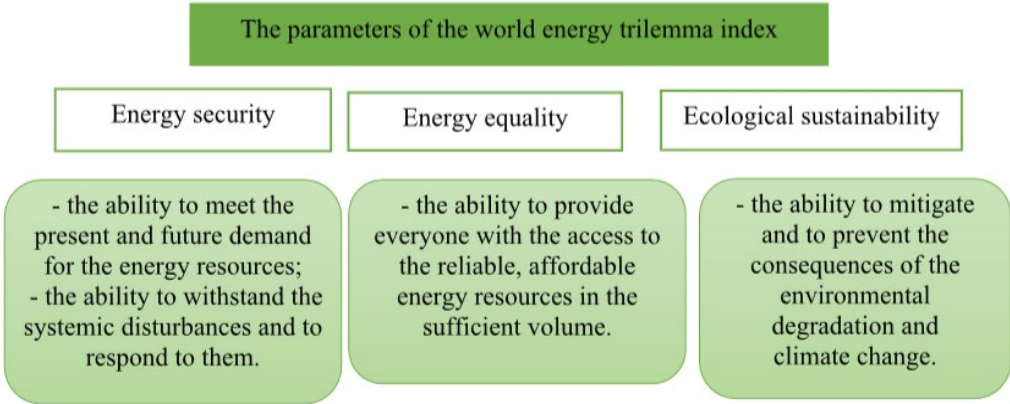 The parameters of the world energy trilemma index
Energy security
Energy equality
Ecological sustainability
- the ability to meet the
present and future demand
for the energy resources;
- the ability to withstand the
systemic disturbances and to
respond to them.
- the ability to provide
everyone with the access to
the reliable, affordable
energy resources in the
sufficient volume.
- the ability to mitigate
and to prevent the
consequences of the
environmental
degradation and
climate change.